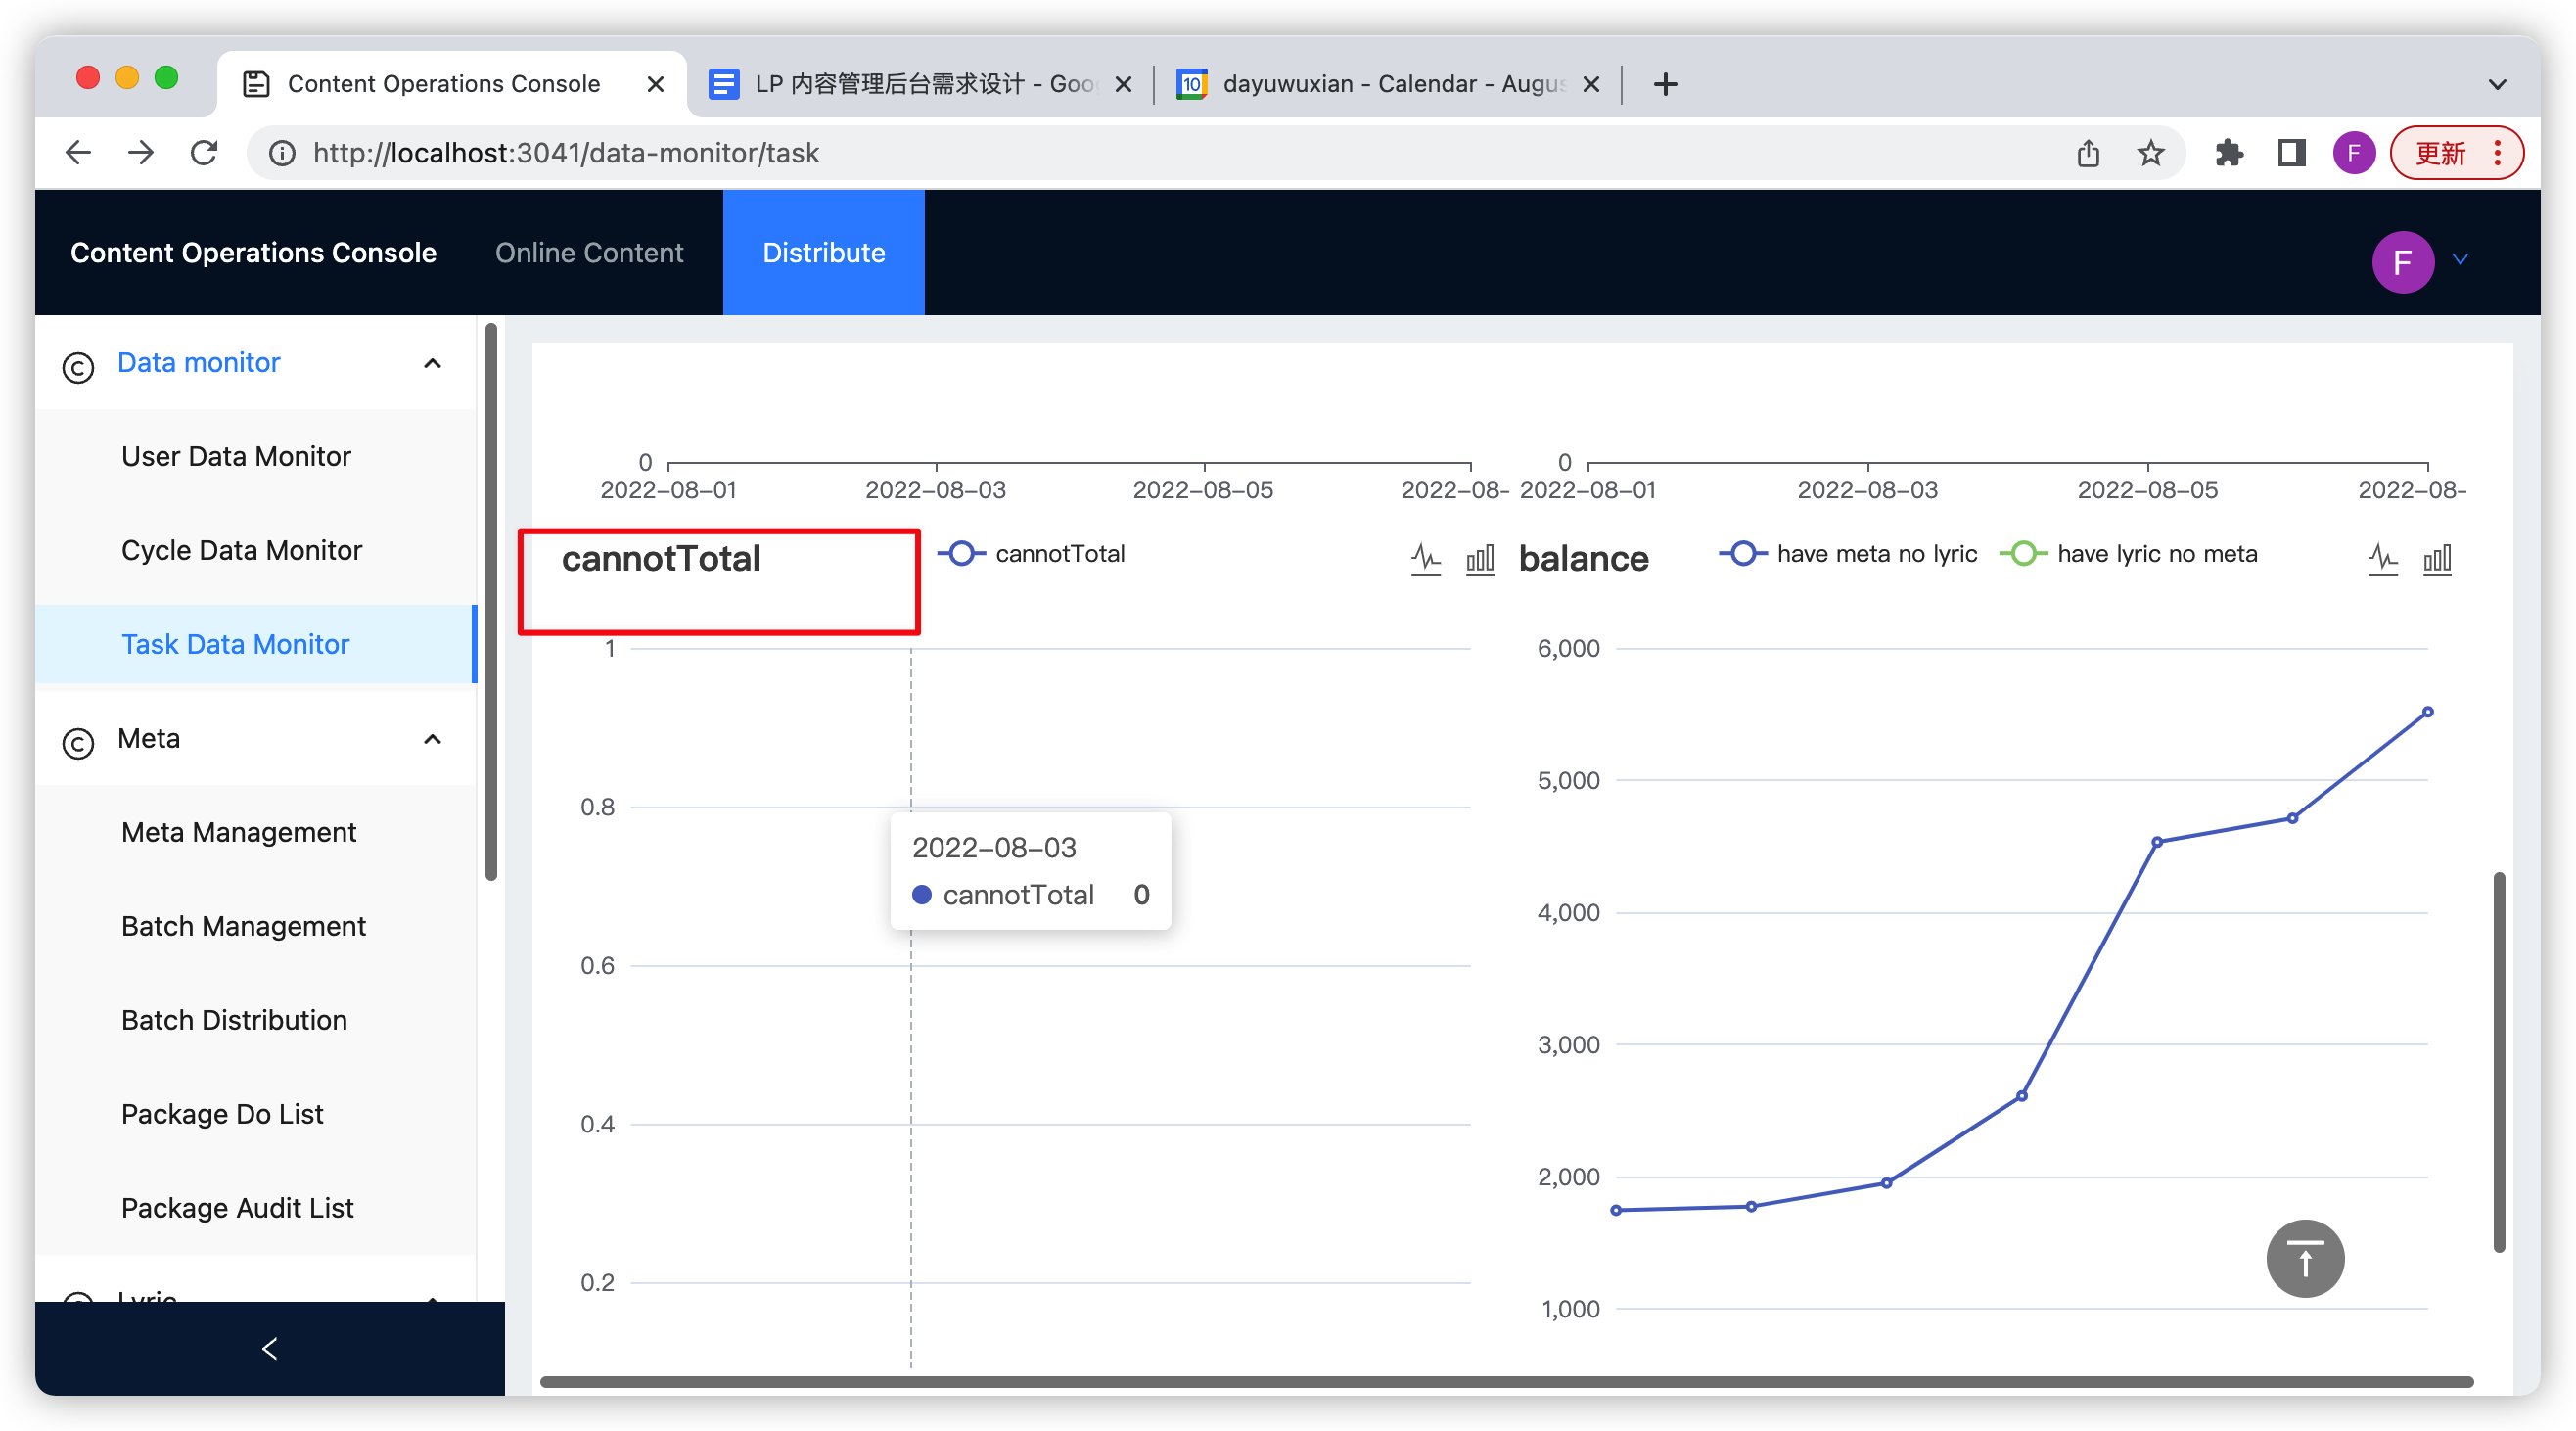 Content Operations Console
LP 内容管理后台需求设计 - Goo
dayuwuxian - Calendar - Augus
http://localhost:3041/data-monitor/task
F
更新
Content Operations Console
Online Content
Distribute
F
Data monitor
User Data Monitor
Cycle Data Monitor
Task Data Monitor
Meta
Meta Management
Batch Management
Batch Distribution
Package Do List
Package Audit List
Lyric
0
2022-08-01 2022-08-03 2022-08-05 2022-08-
0
2022-08-01 2022-08-03 2022-08-05 2022-08-
cannotTotal
cannotTotal
1
0.8
0.6
0.4
0.2
2022-08-03
cannotTotal 0
balance
have meta no lyric have lyric no meta
6,000
5,000
4,000
3,000
2,000
1,000